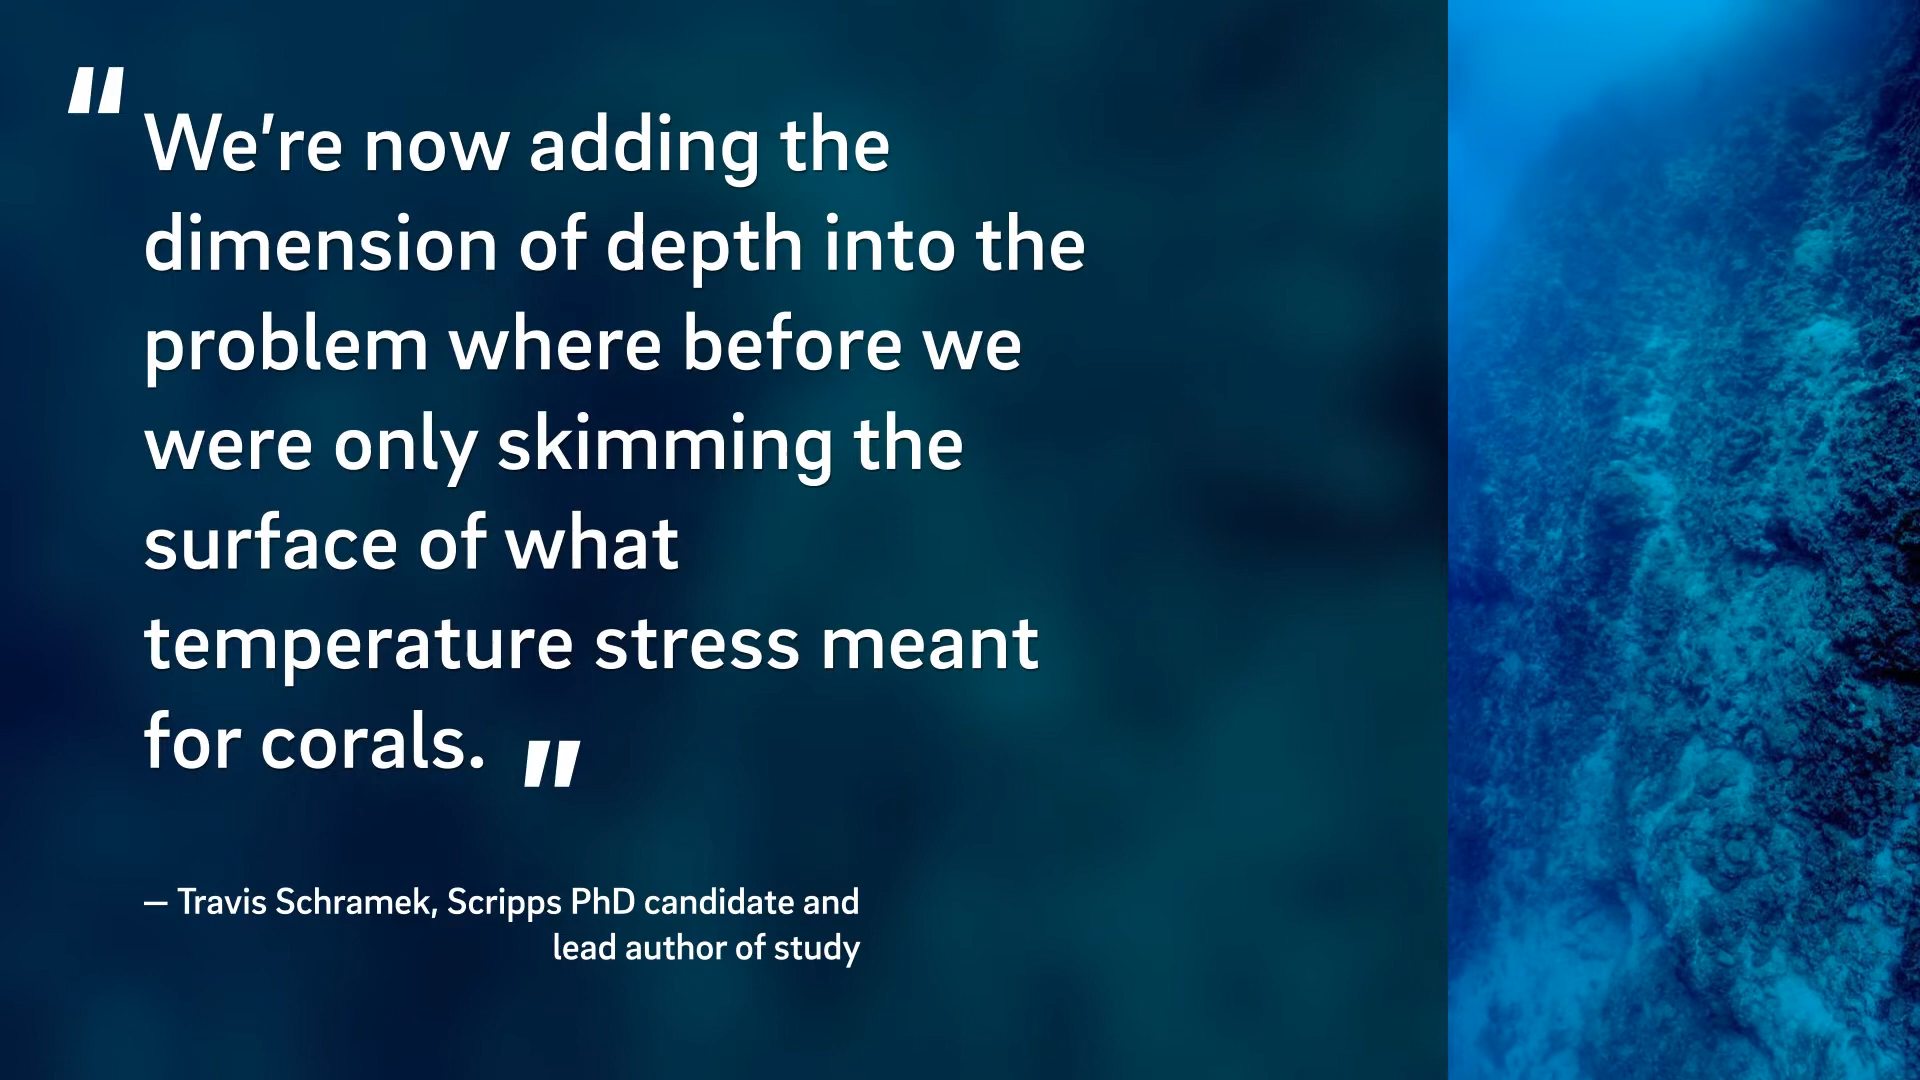 "We're now adding the
dimension of depth into the
problem where before we
were only skimming the
surface of what
temperature stress meant
for corals."
– Travis Schramek, Scripps PhD candidate and
lead author of study